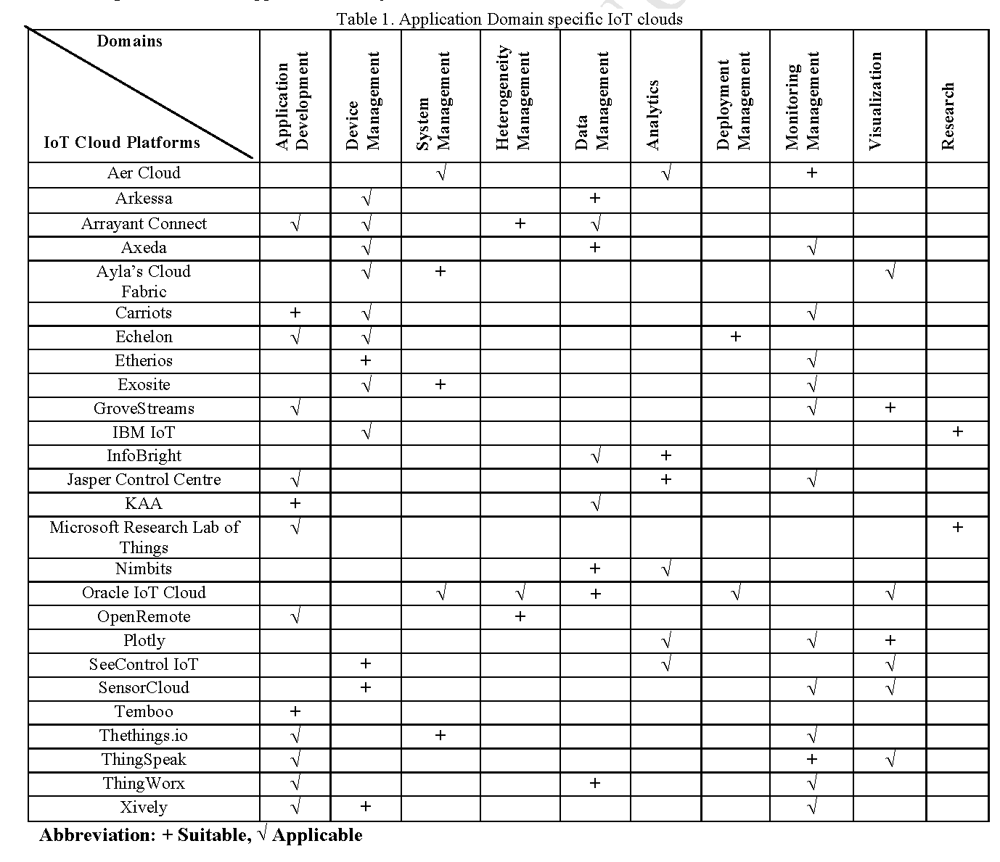 Table 1. Application Domain specific IoT clouds
Domains
IoT Cloud Platforms
Application
Development
Device
Management
System
Management
Heterogeneity
Management
Data
Management
Analytics
Deployment
Management
Monitoring
Management
Visualization
Research
Aer Cloud √ √ +
Arkessa √ +
Arrayant Connect √ √ + √
Axeda √ + √
Ayla's Cloud √ + √
Fabric
Carriots + √ √
Echelon √ √ +
Etherios + √
Exosite √ + √
GroveStreams √ √ +
IBM IoT √ +
InfoBright √ +
Jasper Control Centre √ + √
KAA + √
Microsoft Research Lab of √ +
Things
Nimbits + √
Oracle IoT Cloud √ √ + √ √
OpenRemote √ +
Plotly √ √ +
SeeControl IoT + √ √
SensorCloud + √ √
Temboo +
Thethings.io √ + √
ThingSpeak √ + √
ThingWorx √ + √
Xively √ + √
Abbreviation: + Suitable, √ Applicable